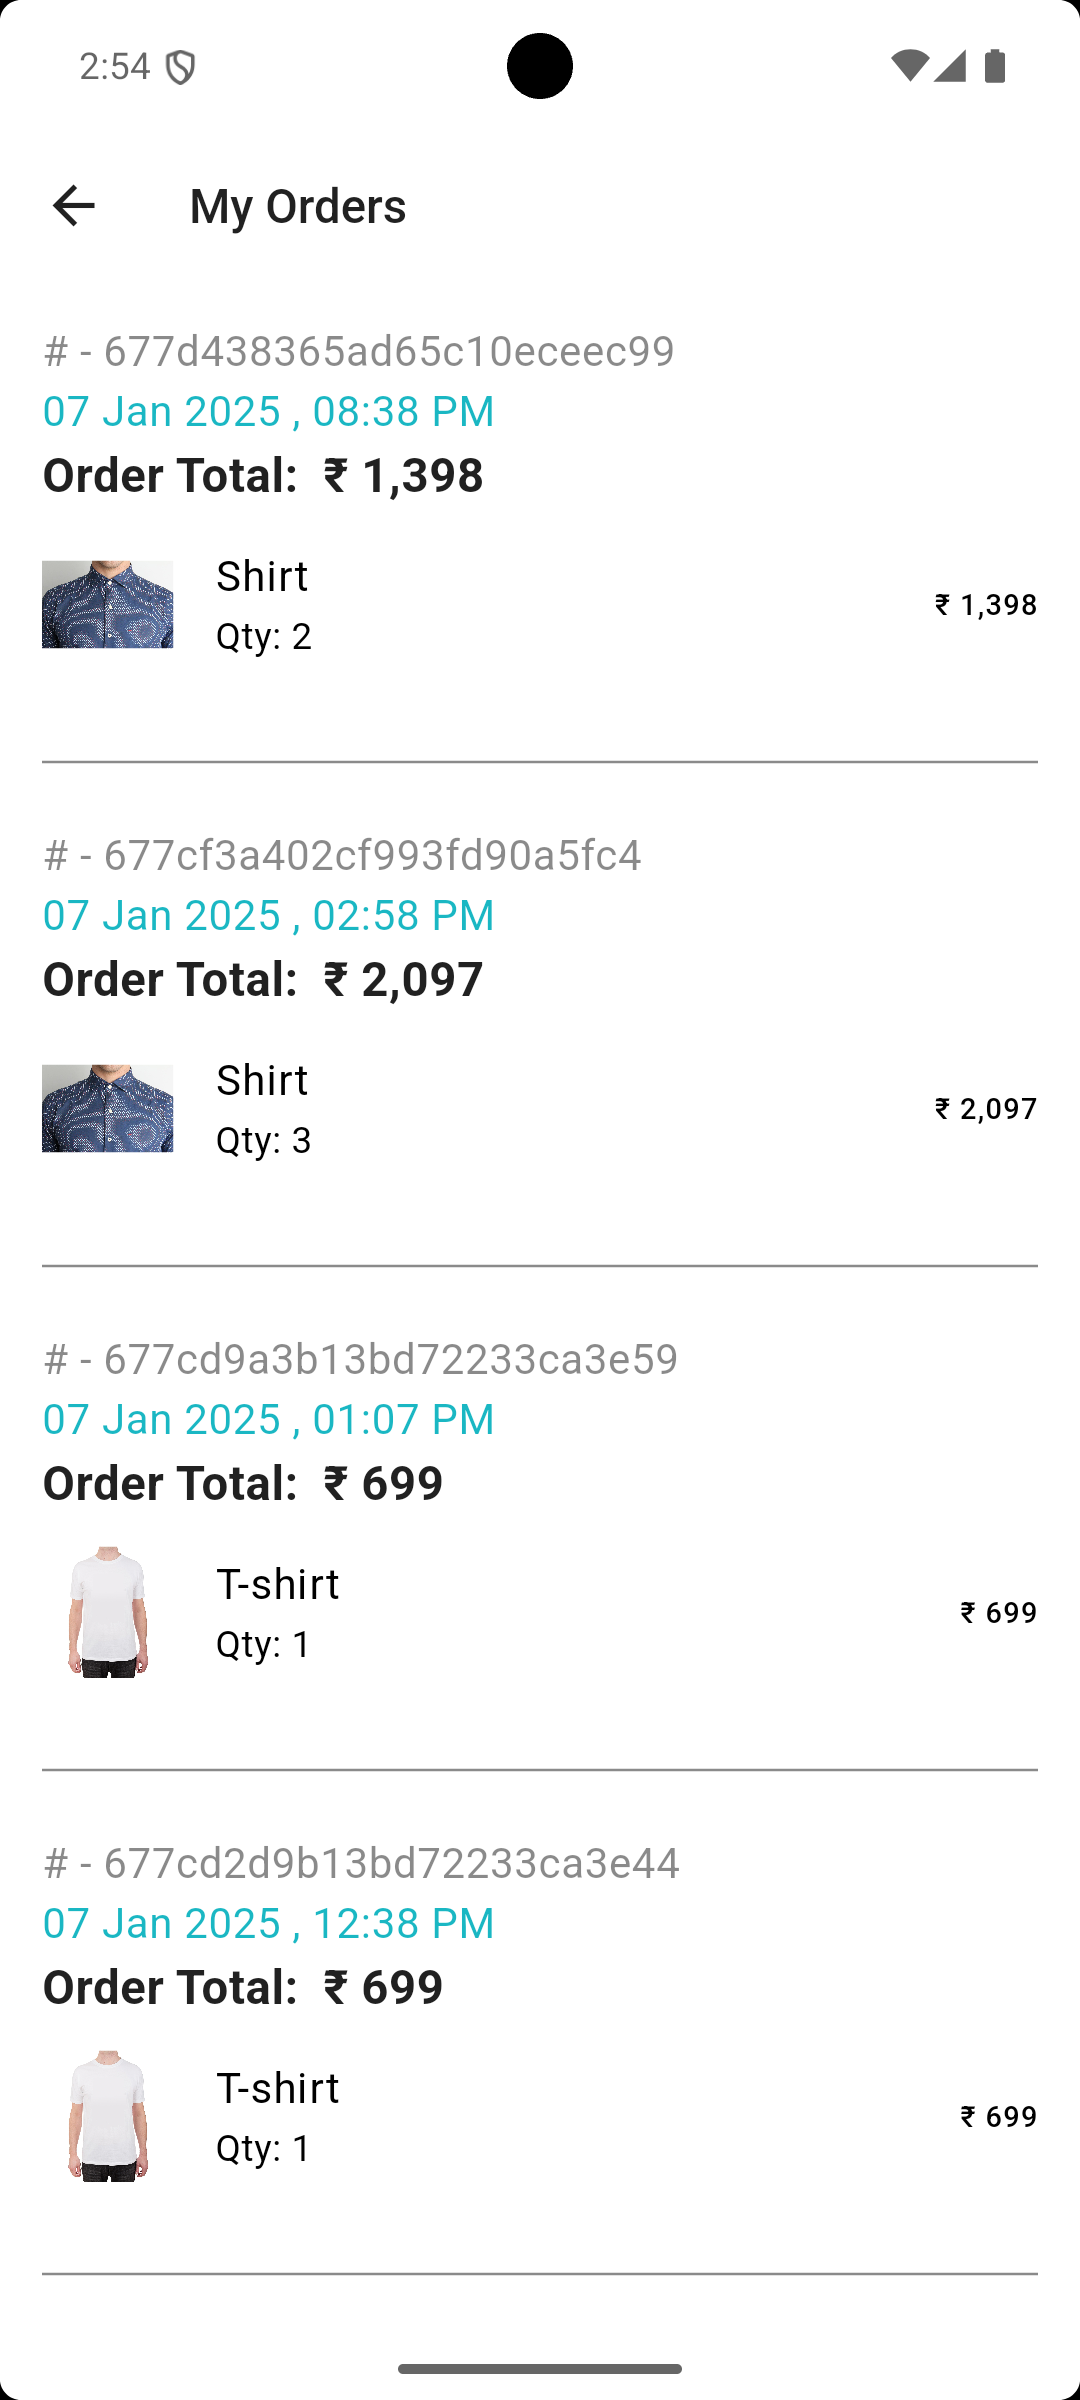 2:54
My Orders
# - 677d438365ad65c10eceec99
07 Jan 2025 , 08:38 PM
Order Total: ₹ 1,398
Shirt
Qty: 2
₹ 1,398
# - 677cf3a402cf993fd90a5fc4
07 Jan 2025 , 02:58 PM
Order Total: ₹ 2,097
Shirt
Qty: 3
₹ 2,097
# - 677cd9a3b13bd72233ca3e59
07 Jan 2025 , 01:07 PM
Order Total: ₹ 699
T-shirt
Qty: 1
₹ 699
# - 677cd2d9b13bd72233ca3e44
07 Jan 2025 , 12:38 PM
Order Total: ₹ 699
T-shirt
Qty: 1
₹ 699